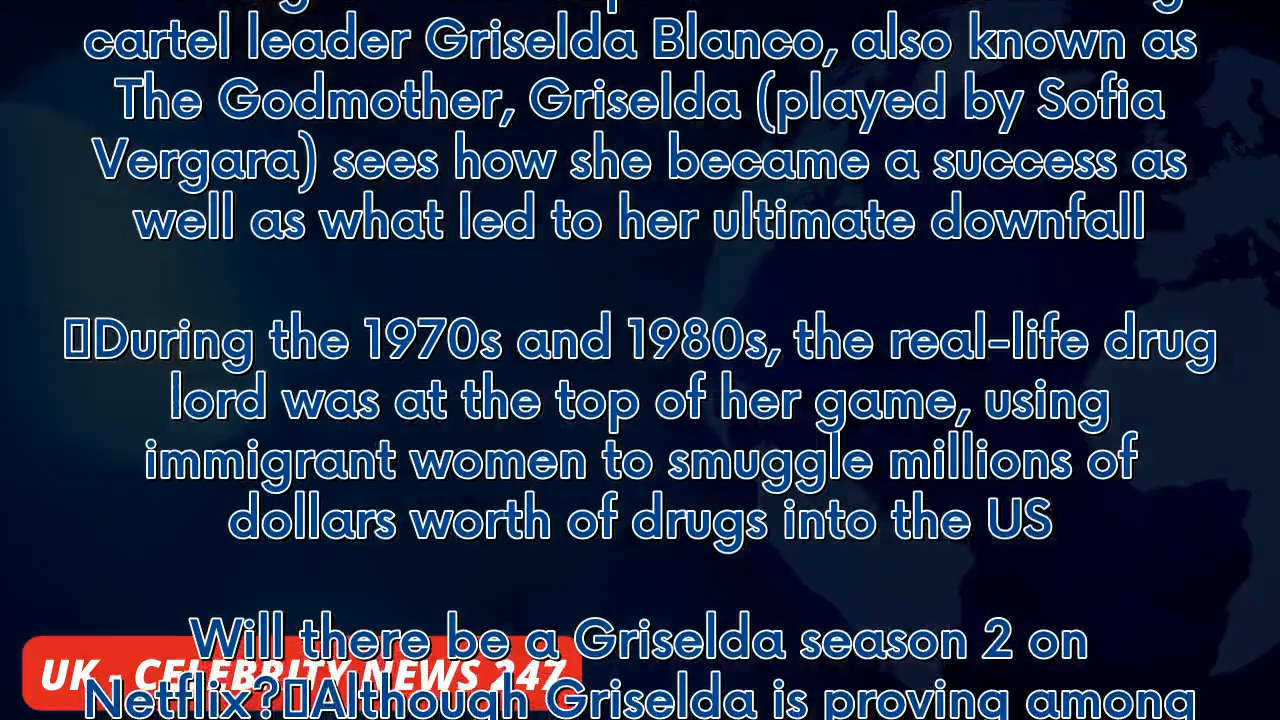 cartel leader Griselda Blanco, also known as
The Godmother, Griselda (played by Sofia
Vergara) sees how she became a success as
well as what led to her ultimate downfall
During the 1970s and 1980s, the real-life drug
lord was at the top of her game, using
immigrant women to smuggle millions of
dollars worth of drugs into the US
Will there be a Griselda season 2 on
UK - CELEBRITY NEWS 247
Netflix? Although Griselda is proving among